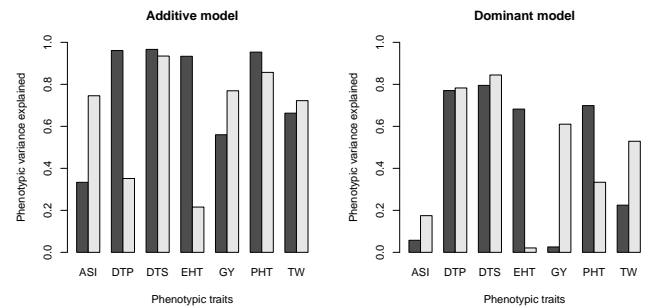 Additive model
Phenotypic variance explained
1.0
0.8
0.6
0.4
0.2
0.0
ASI DTP DTS EHT GY PHT TW
Phenotypic traits
Dominant model
Phenotypic variance explained
1.0
0.8
0.6
0.4
0.2
0.0
ASI DTP DTS EHT GY PHT TW
Phenotypic traits